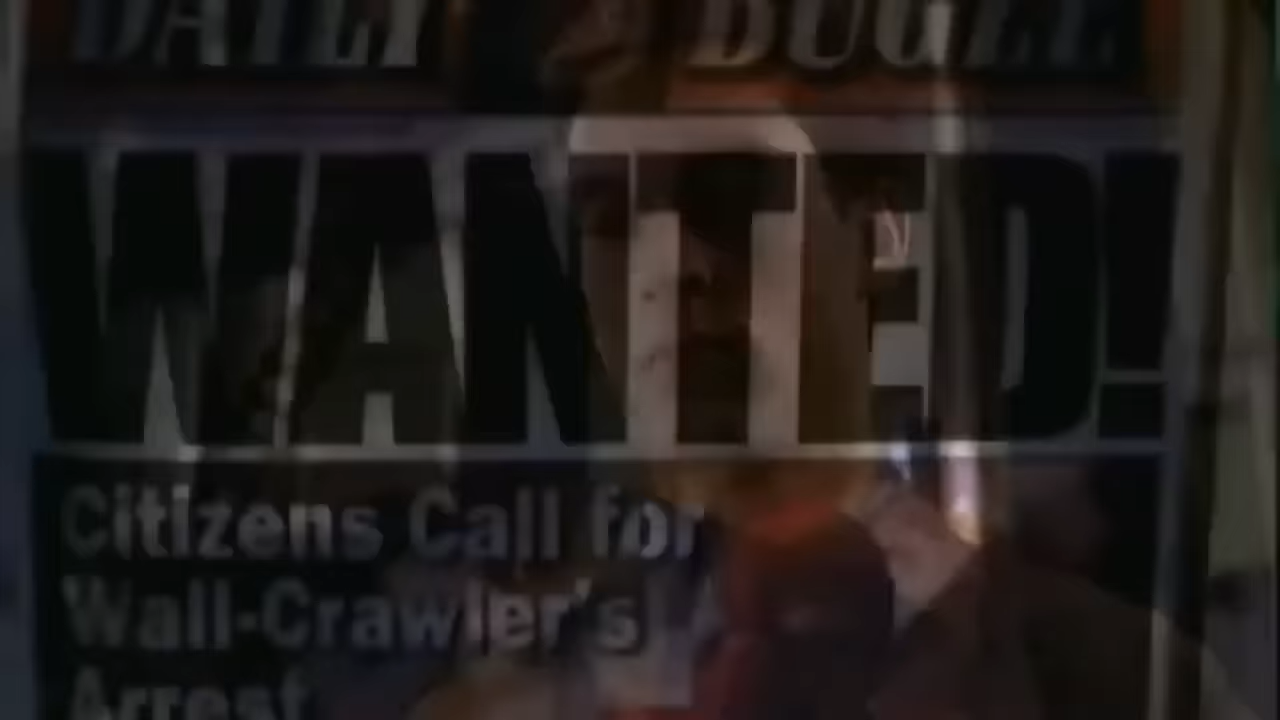 DAILY BUGLE
WANTED!
Citizens Call for
Wall-Crawler's
Arrest